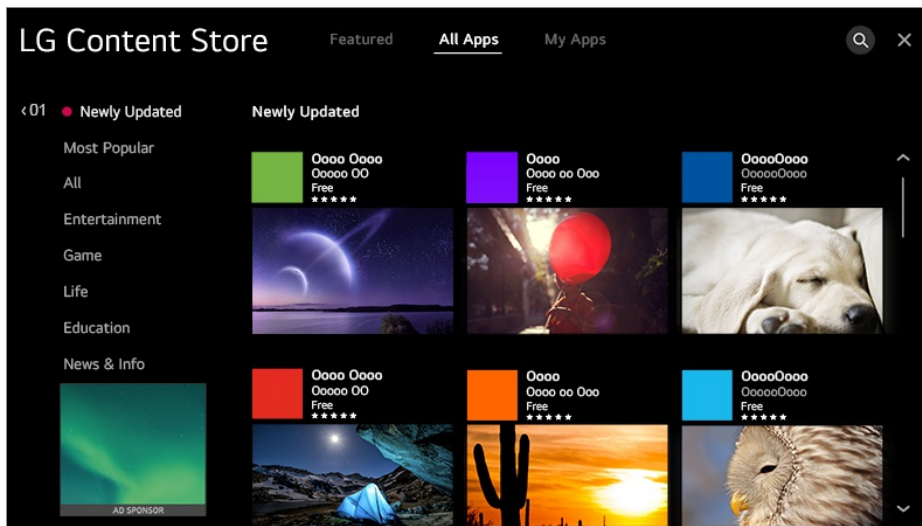 LG Content Store
Featured
All Apps
My Apps
‹01
Newly Updated
Most Popular
All
Entertainment
Game
Life
Education
News & Info
AD SPONSOR
Newly Updated
Oooo Oooo
Ooooo OO
Free
★★★★★
Oooo
Oooo oo Ooo
Free
★★★★★
OoooOooo
OooooOooo
Free
★★★★★
Oooo Oooo
Ooooo OO
Free
★★★★★
Oooo
Oooo oo Ooo
Free
★★★★★
OoooOooo
OooooOooo
Free
★★★★★